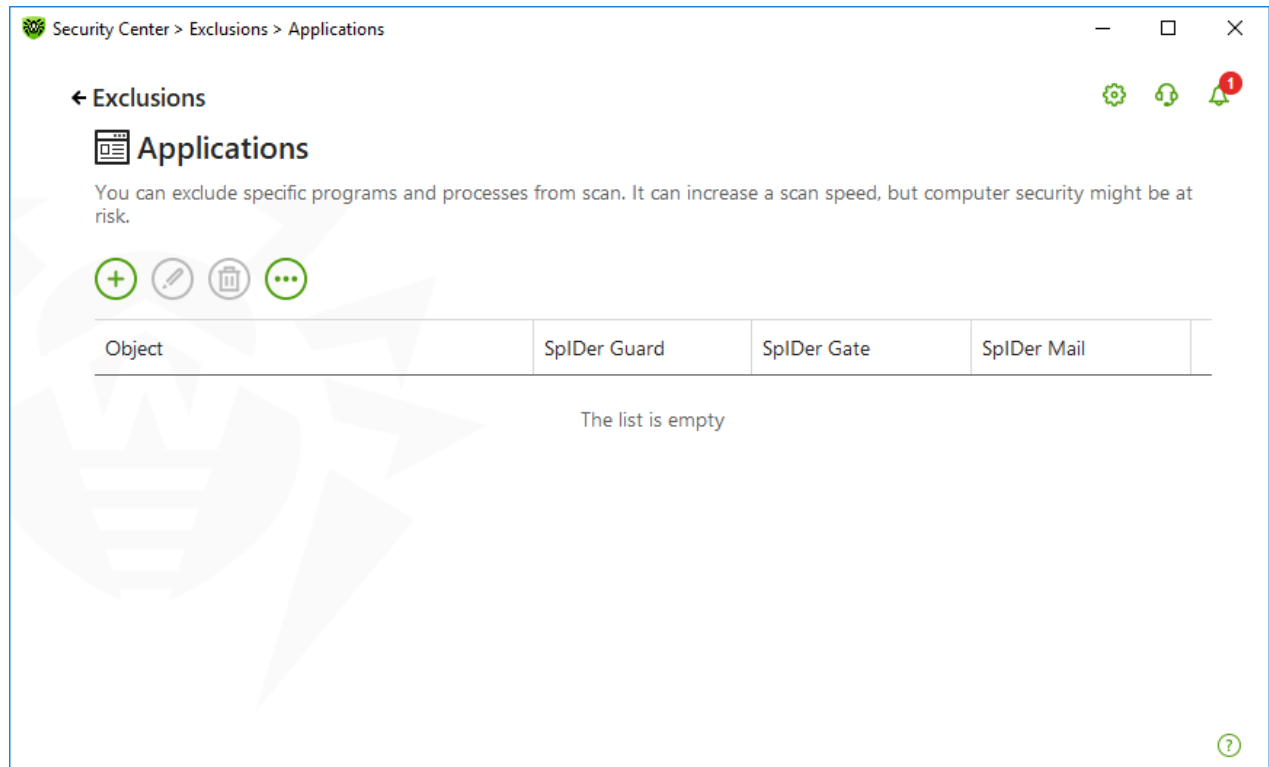 Security Center > Exclusions > Applications
Exclusions
1
Applications
You can exclude specific programs and processes from scan. It can increase a scan speed, but computer security might be at
risk.
Object SpIDer Guard SpIDer Gate SpIDer Mail
The list is empty
?